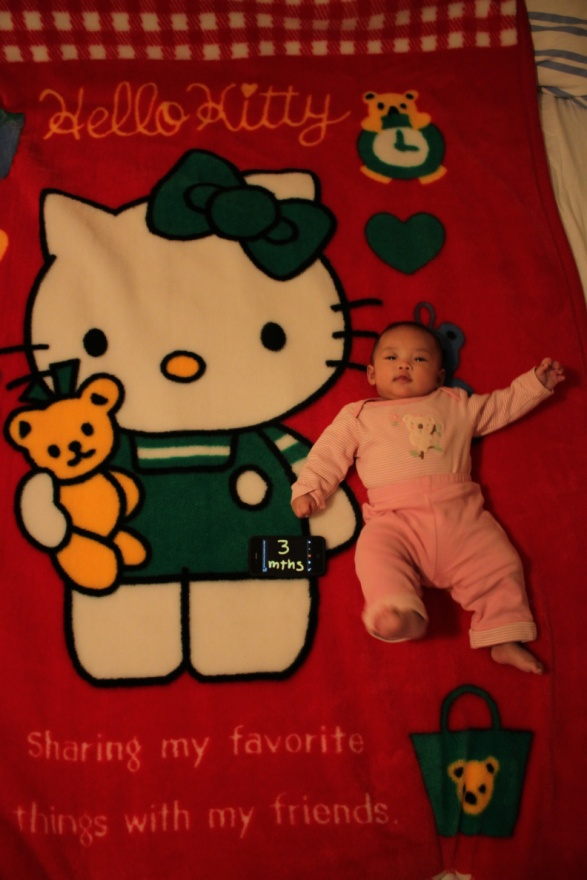 Hello Kitty
3
mths
Sharing my favorite
things with my friends.